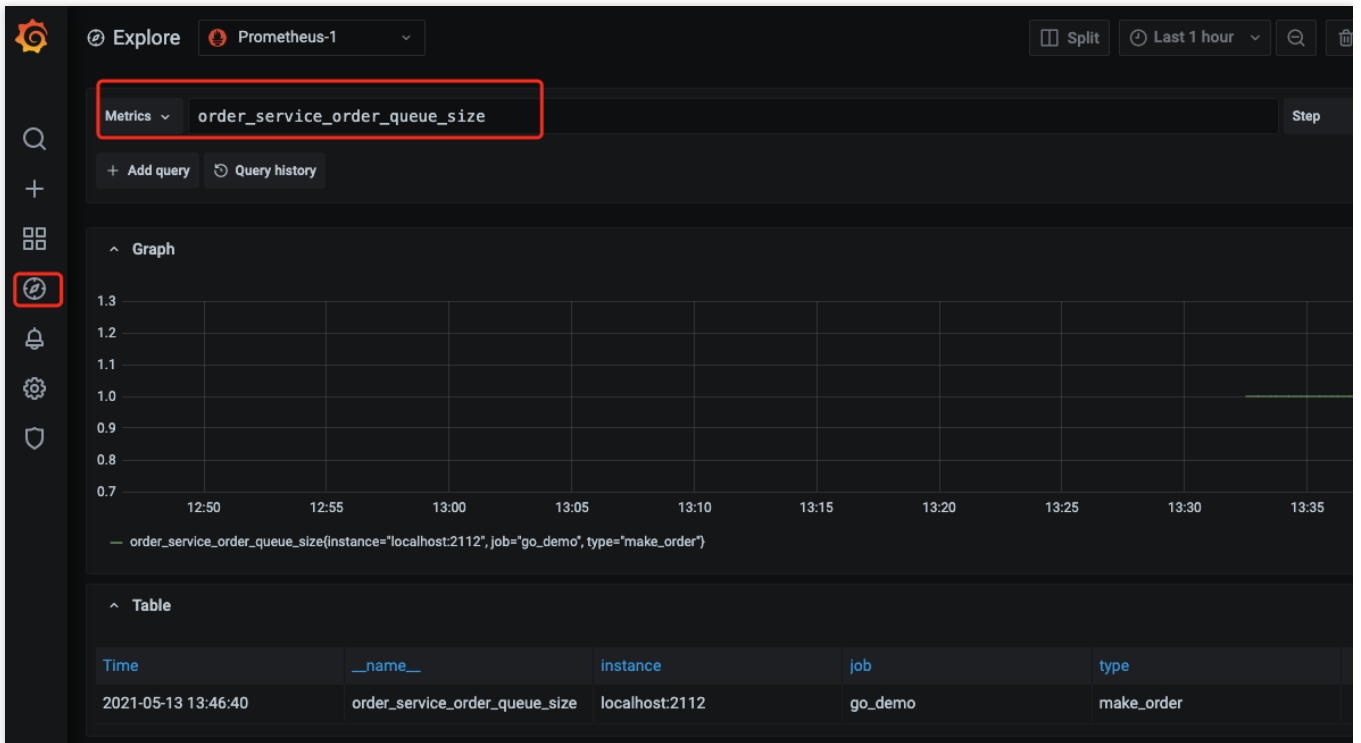 Explore Prometheus-1 Split Last 1 hour
Metrics order_service_order_queue_size Step
+ Add query Query history
Graph
1.3
1.2
1.1
1.0
0.9
0.8
0.7
12:50 12:55 13:00 13:05 13:10 13:15 13:20 13:25 13:30 13:35
order_service_order_queue_size{instance="localhost:2112", job="go_demo", type="make_order"}
Table
Time __name__ instance job type
2021-05-13 13:46:40 order_service_order_queue_size localhost:2112 go_demo make_order